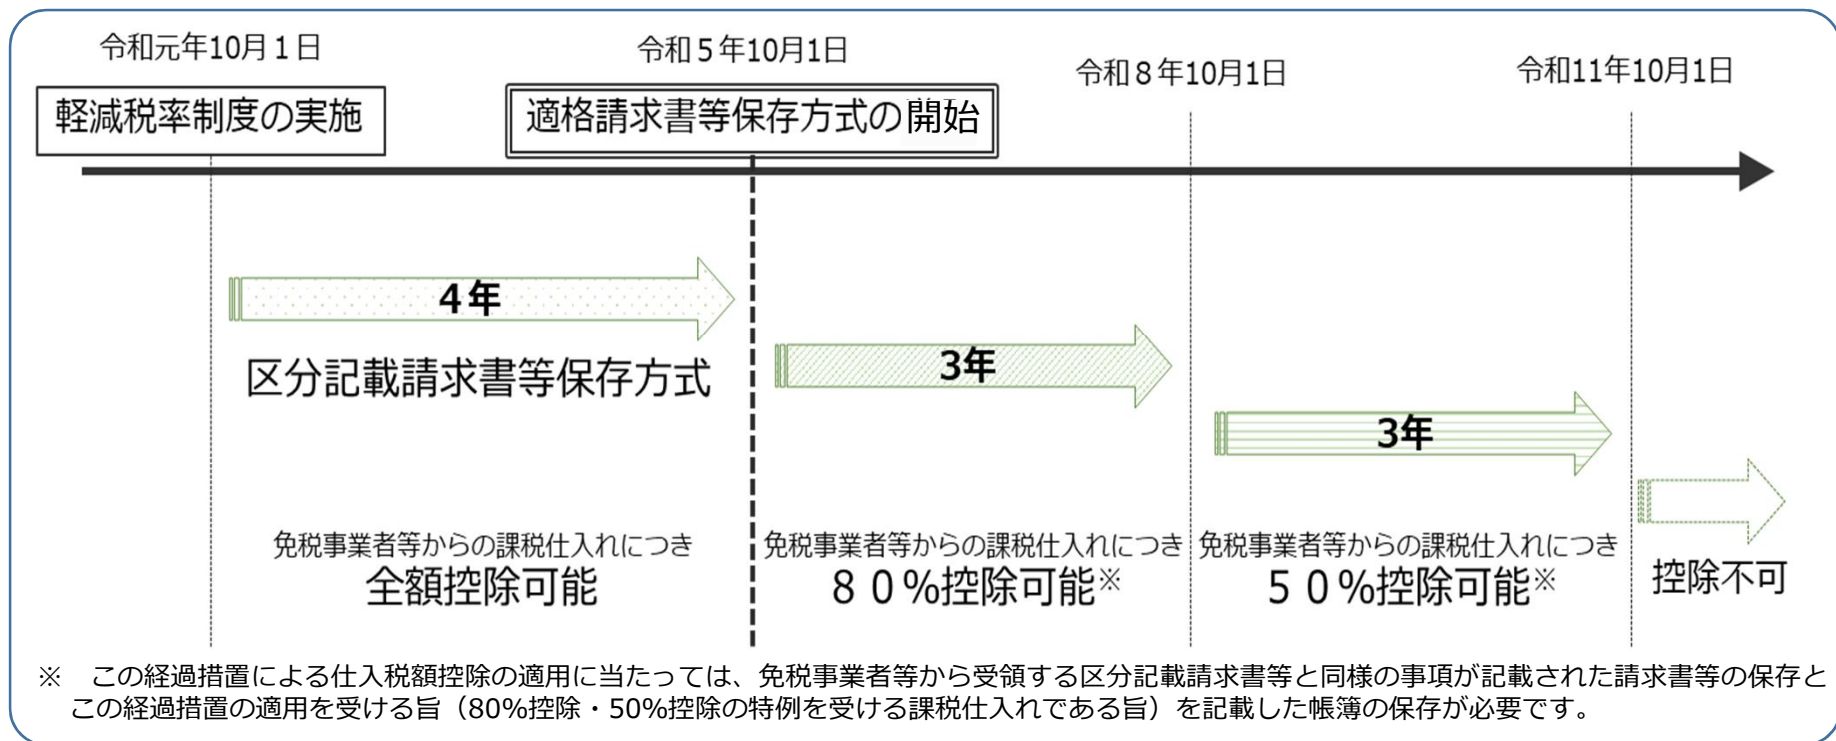 令和元年10月１日
令和５年10月1日
令和８年10月1日
令和11年10月1日
軽減税率制度の実施
適格請求書等保存方式の開始
４年
区分記載請求書等保存方式
3年
3年
免税事業者等からの課税仕入れにつき
全額控除可能
免税事業者等からの課税仕入れにつき
８０%控除可能※
免税事業者等からの課税仕入れにつき
５０%控除可能※
控除不可
※　この経過措置による仕入税額控除の適用に当たっては、免税事業者等から受領する区分記載請求書等と同様の事項が記載された請求書等の保存と
この経過措置の適用を受ける旨（80%控除・50%控除の特例を受ける課税仕入れである旨）を記載した帳簿の保存が必要です。